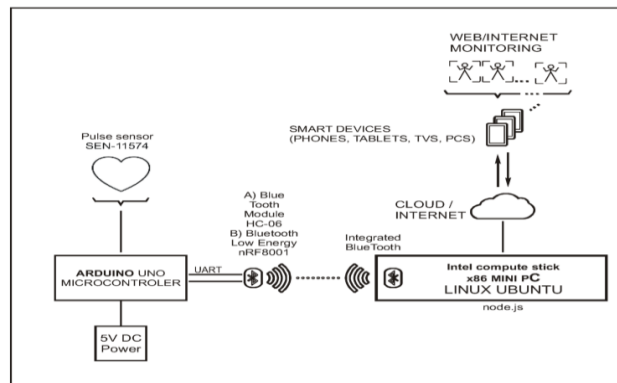 WEB/INTERNET
MONITORING
SMART DEVICES
(PHONES, TABLETS, TVS, PCS)
Pulse sensor
SEN-11574
A) Blue
Tooth
Module
HC-06
B) Bluetooth
Low Energy
nRF8001
CLOUD /
INTERNET
Integrated
BlueTooth
ARDUINO UNO
MICROCONTROLER
UART
Intel compute stick
x86 MINI PC
LINUX UBUNTU
node.js
5V DC
Power